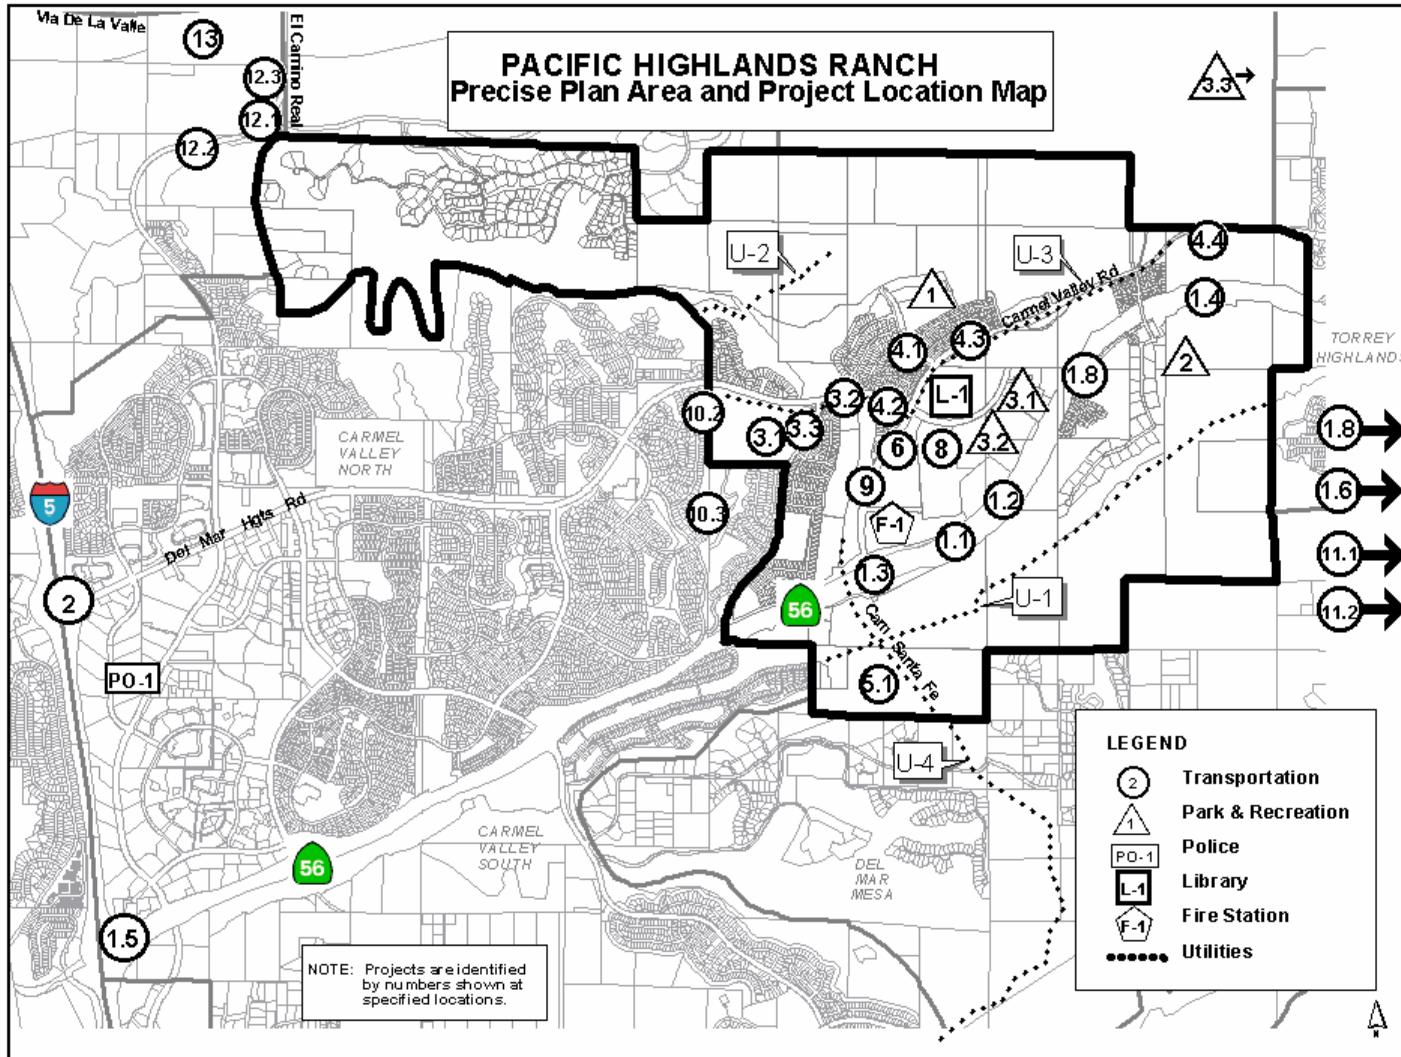 Via De La Valle
13
El Camino Real
12.3
12.1
12.2
PACIFIC HIGHLANDS RANCH
Precise Plan Area and Project Location Map
3.3
U-2
U-3
4.4
1
Carmel Valley Rd
1.4
4.1
4.3
TORREY
HIGHLANDS
2
1.8
3.2
L-1
3.1
10.2
4.2
3.1
3.3
3.2
6
8
1.8
CARMEL
VALLEY
NORTH
9
1.6
5
1.2
10.3
F-1
Del Mar Hgts Rd
1.1
11.1
1.3
2
56
U-1
11.2
Cam Santa Fe
PO-1
5.1
U-4
CARMEL
VALLEY
SOUTH
56
DEL
MAR
MESA
1.5
NOTE: Projects are identified
by numbers shown at
specified locations.
LEGEND
2 Transportation
1 Park & Recreation
PO-1 Police
L-1 Library
F-1 Fire Station
Utilities
N